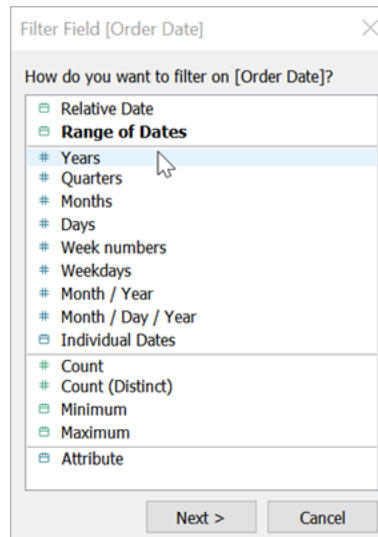 Filter Field [Order Date]
How do you want to filter on [Order Date]?
Relative Date
Range of Dates
Years
Quarters
Months
Days
Week numbers
Weekdays
Month / Year
Month / Day / Year
Individual Dates
Count
Count (Distinct)
Minimum
Maximum
Attribute
Next > Cancel